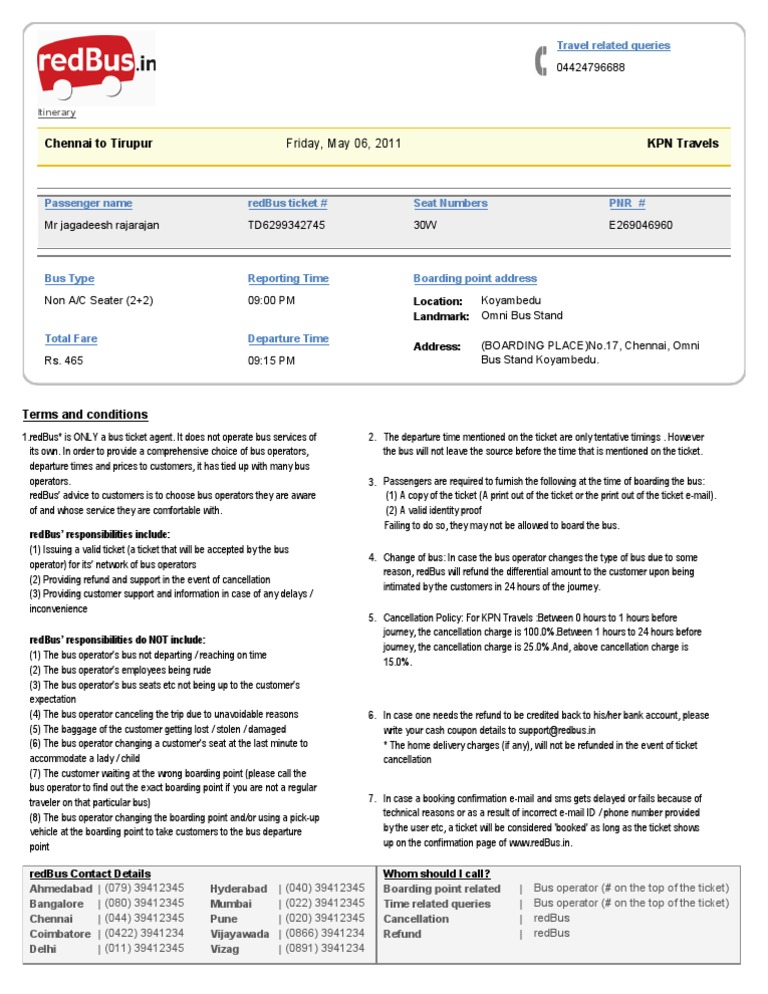 redBus.in
Travel related queries
04424796688
Itinerary
Chennai to Tirupur Friday, May 06, 2011 KPN Travels
Passenger name redBus ticket # Seat Numbers PNR #
Mr jagadeesh rajarajan TD6299342745 30W E269046960
Bus Type Reporting Time Boarding point address
Non A/C Seater (2+2) 09:00 PM Location: Koyambedu
Landmark: Omni Bus Stand
Total Fare Departure Time
Address: (BOARDING PLACE)No.17, Chennai, Omni
Rs. 465 09:15 PM Bus Stand Koyambedu.
Terms and conditions
1.redBus* is ONLY a bus ticket agent. It does not operate bus services of
its own. In order to provide a comprehensive choice of bus operators,
departure times and prices to customers, it has tied up with many bus
operators.
redBus' advice to customers is to choose bus operators they are aware
of and whose service they are comfortable with.
redBus' responsibilities include:
(1) Issuing a valid ticket (a ticket that will be accepted by the bus
operator) for its' network of bus operators
(2) Providing refund and support in the event of cancellation
(3) Providing customer support and information in case of any delays /
inconvenience
redBus' responsibilities do NOT include:
(1) The bus operator's bus not departing / reaching on time
(2) The bus operator's employees being rude
(3) The bus operator's bus seats etc not being up to the customer's
expectation
(4) The bus operator canceling the trip due to unavoidable reasons
(5) The baggage of the customer getting lost / stolen / damaged
(6) The bus operator changing a customer's seat at the last minute to
accommodate a lady / child
(7) The customer waiting at the wrong boarding point (please call the
bus operator to find out the exact boarding point if you are not a regular
traveler on that particular bus)
(8) The bus operator changing the boarding point and/or using a pick-up
vehicle at the boarding point to take customers to the bus departure
point
2. The departure time mentioned on the ticket are only tentative timings . However
the bus will not leave the source before the time that is mentioned on the ticket.
3. Passengers are required to furnish the following at the time of boarding the bus:
(1) A copy of the ticket (A print out of the ticket or the print out of the ticket e-mail).
(2) A valid identity proof
Failing to do so, they may not be allowed to board the bus.
4. Change of bus: In case the bus operator changes the type of bus due to some
reason, redBus will refund the differential amount to the customer upon being
intimated by the customers in 24 hours of the journey.
5. Cancellation Policy: For KPN Travels :Between 0 hours to 1 hours before
journey, the cancellation charge is 100.0%.Between 1 hours to 24 hours before
journey, the cancellation charge is 25.0%.And, above cancellation charge is
15.0%.
6. In case one needs the refund to be credited back to his/her bank account, please
write your cash coupon details to support@redbus.in
* The home delivery charges (if any), will not be refunded in the event of ticket
cancellation
7. In case a booking confirmation e-mail and sms gets delayed or fails because of
technical reasons or as a result of incorrect e-mail ID / phone number provided
by the user etc, a ticket will be considered 'booked' as long as the ticket shows
up on the confirmation page of www.redBus.in.
redBus Contact Details
Ahmedabad | (079) 39412345 Hyderabad | (040) 39412345
Bangalore | (080) 39412345 Mumbai | (022) 39412345
Chennai | (044) 39412345 Pune | (020) 39412345
Coimbatore | (0422) 3941234 Vijayawada | (0866) 3941234
Delhi | (011) 39412345 Vizag | (0891) 3941234
Whom should I call?
Boarding point related | Bus operator (# on the top of the ticket)
Time related queries | Bus operator (# on the top of the ticket)
Cancellation | redBus
Refund | redBus